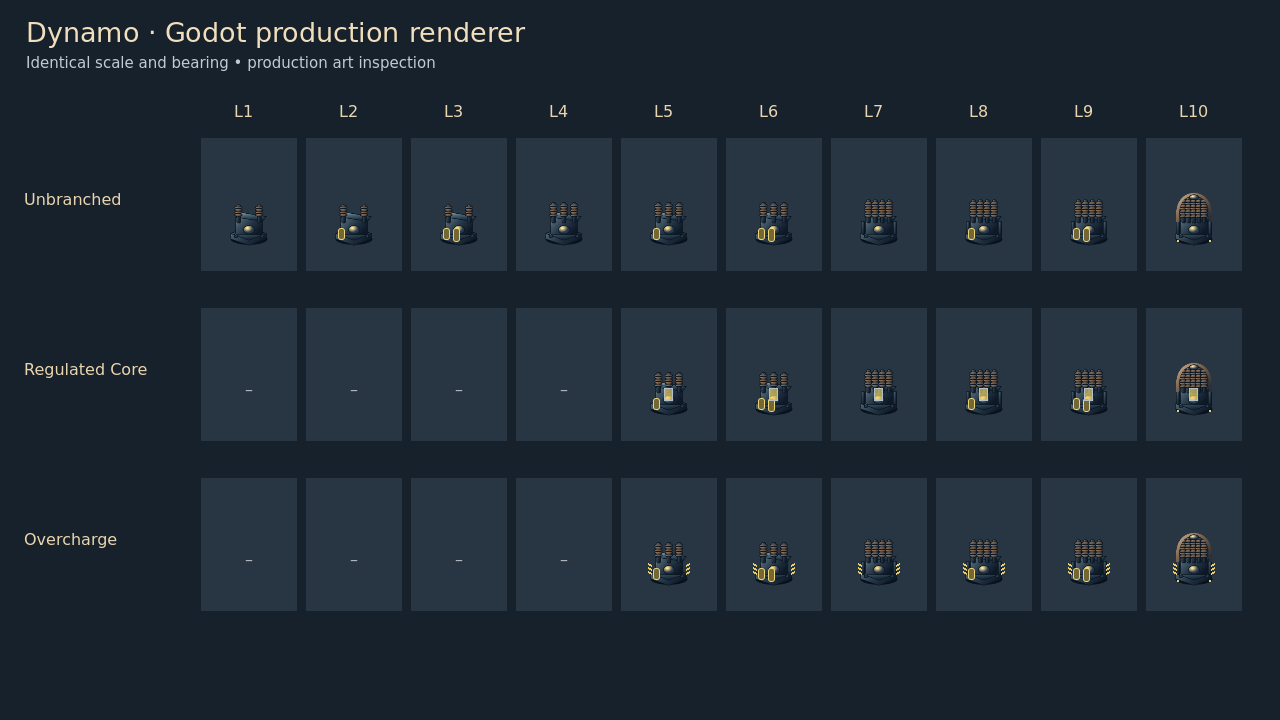 Dynamo · Godot production renderer
Identical scale and bearing • production art inspection
L1 L2 L3 L4 L5 L6 L7 L8 L9 L10
Unbranched
Regulated Core
– – – –
Overcharge
– – – –